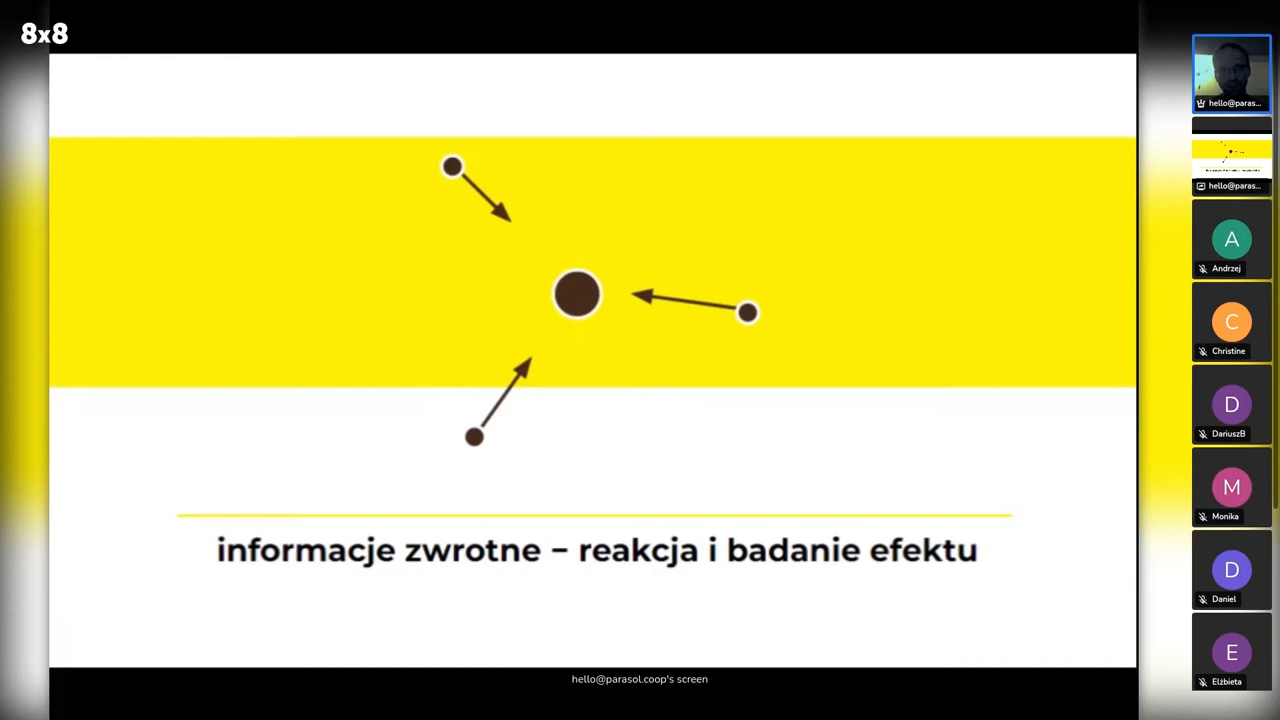 8x8
informacje zwrotne – reakcja i badanie efektu
hello@parasol.coop's screen
hello@paras...
hello@paras...
A
Andrzej
C
Christine
D
DariuszB
M
Monika
D
Daniel
E
Elżbieta